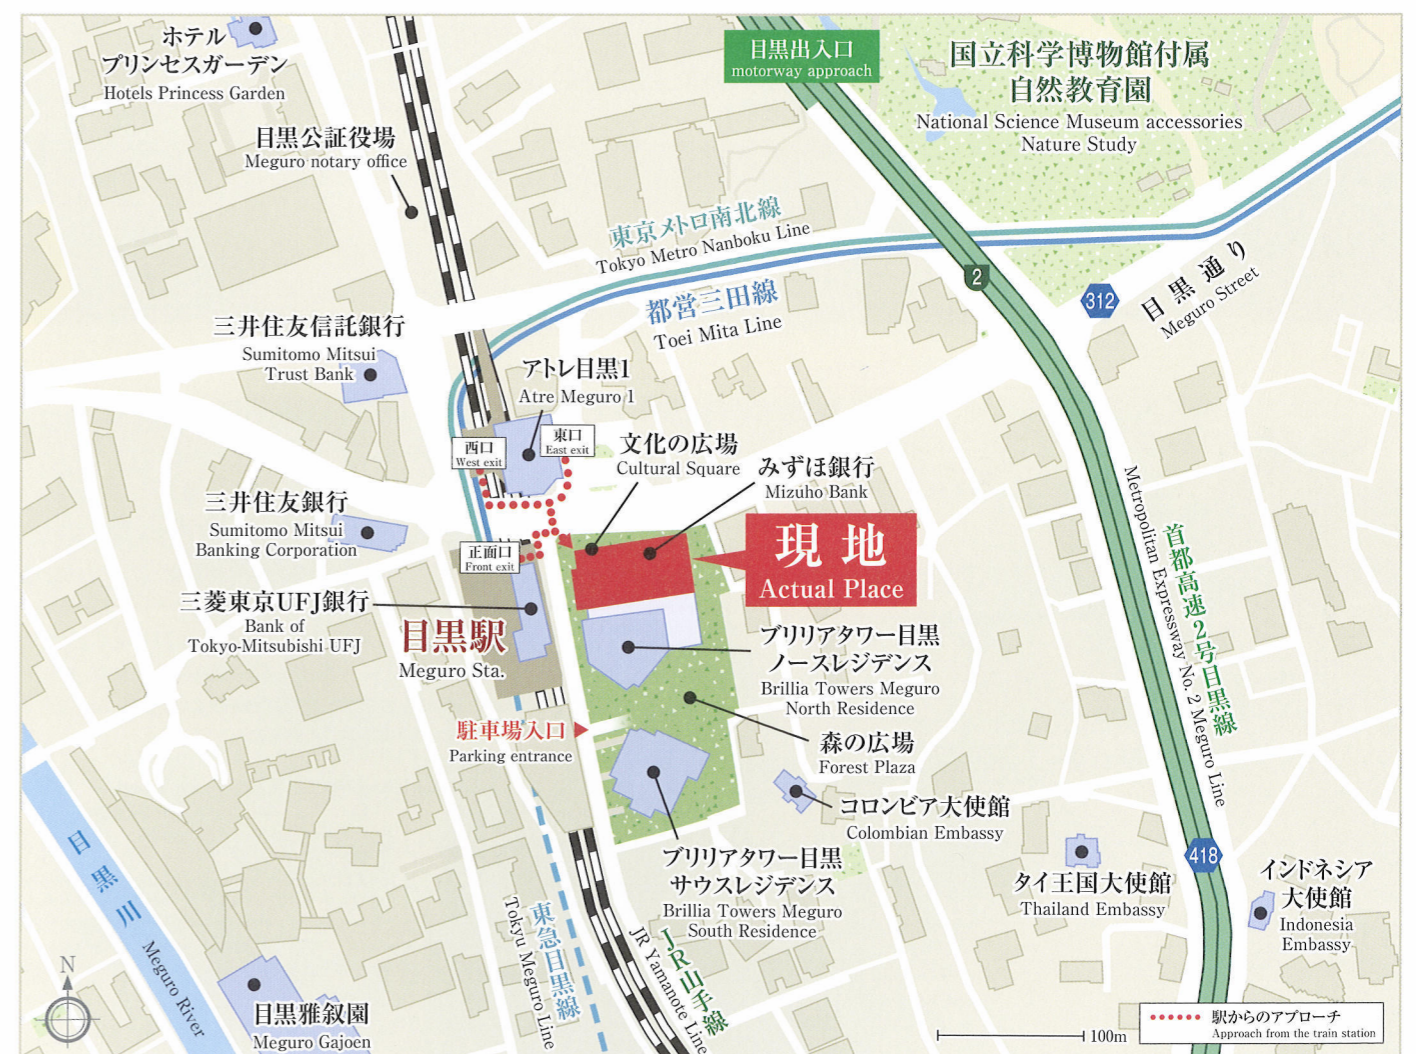 ホテル
プリンセスガーデン
Hotels Princess Garden
目黒公証役場
Meguro notary office
目黒出入口
motorway approach
国立科学博物館付属
自然教育園
National Science Museum accessories
Nature Study
東京メトロ南北線
Tokyo Metro Nanboku Line
都営三田線
Toei Mita Line
2
312
目黒通り
Meguro Street
三井住友信託銀行
Sumitomo Mitsui
Trust Bank
アトレ目黒1
Atre Meguro 1
西口
West exit
東口
East exit
文化の広場
Cultural Square
みずほ銀行
Mizuho Bank
三井住友銀行
Sumitomo Mitsui
Banking Corporation
正面口
Front exit
現地
Actual Place
三菱東京UFJ銀行
Bank of
Tokyo-Mitsubishi UFJ
目黒駅
Meguro Sta.
ブリリアタワー目黒
ノースレジデンス
Brillia Towers Meguro
North Residence
首都高速2号目黒線
Metropolitan Expressway No. 2 Meguro Line
駐車場入口
Parking entrance
森の広場
Forest Plaza
コロンビア大使館
Colombian Embassy
ブリリアタワー目黒
サウスレジデンス
Brillia Towers Meguro
South Residence
418
タイ王国大使館
Thailand Embassy
インドネシア
大使館
Indonesia
Embassy
目黒川
Meguro River
東急目黒線
Tokyu Meguro Line
JR山手線
JR Yamanote Line
N
目黒雅叙園
Meguro Gajoen
100m
駅からのアプローチ
Approach from the train station